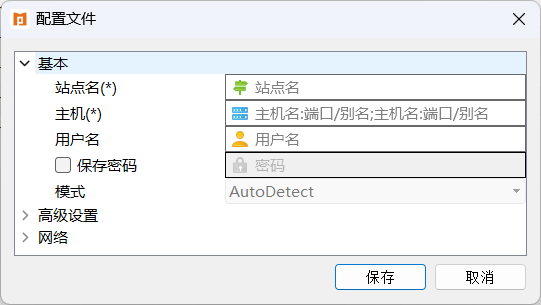 配置文件
基本
站点名(*) 站点名
主机(*) 主机名:端口/别名;主机名:端口/别名
用户名 用户名
保存密码 密码
模式 AutoDetect
高级设置
网络
保存 取消